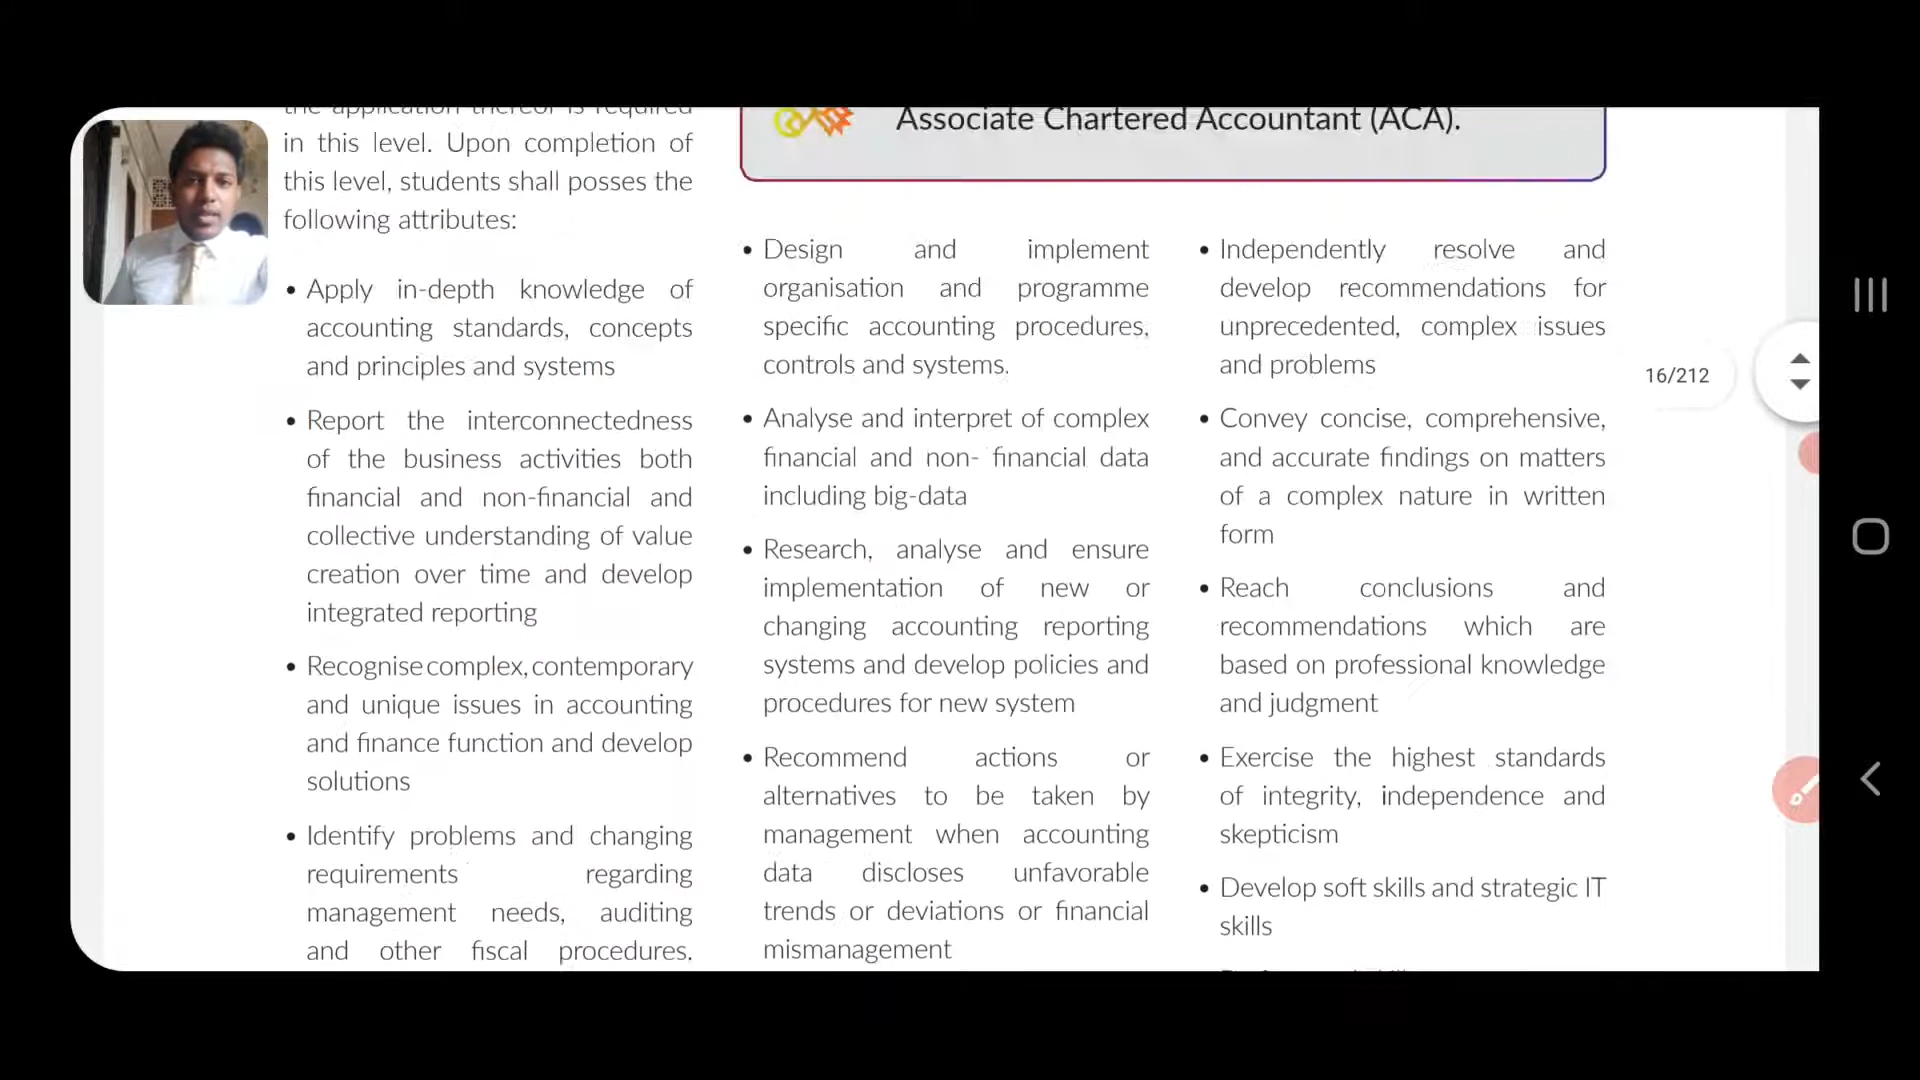 the application thereof is required
in this level. Upon completion of
this level, students shall posses the
following attributes:
• Apply in-depth knowledge of
accounting standards, concepts
and principles and systems
• Report the interconnectedness
of the business activities both
financial and non-financial and
collective understanding of value
creation over time and develop
integrated reporting
• Recognise complex, contemporary
and unique issues in accounting
and finance function and develop
solutions
• Identify problems and changing
requirements regarding
management needs, auditing
and other fiscal procedures.
Associate Chartered Accountant (ACA).
• Design and implement
organisation and programme
specific accounting procedures,
controls and systems.
• Analyse and interpret of complex
financial and non- financial data
including big-data
• Research, analyse and ensure
implementation of new or
changing accounting reporting
systems and develop policies and
procedures for new system
• Recommend actions or
alternatives to be taken by
management when accounting
data discloses unfavorable
trends or deviations or financial
mismanagement
• Independently resolve and
develop recommendations for
unprecedented, complex issues
and problems
• Convey concise, comprehensive,
and accurate findings on matters
of a complex nature in written
form
• Reach conclusions and
recommendations which are
based on professional knowledge
and judgment
• Exercise the highest standards
of integrity, independence and
skepticism
• Develop soft skills and strategic IT
skills
16/212